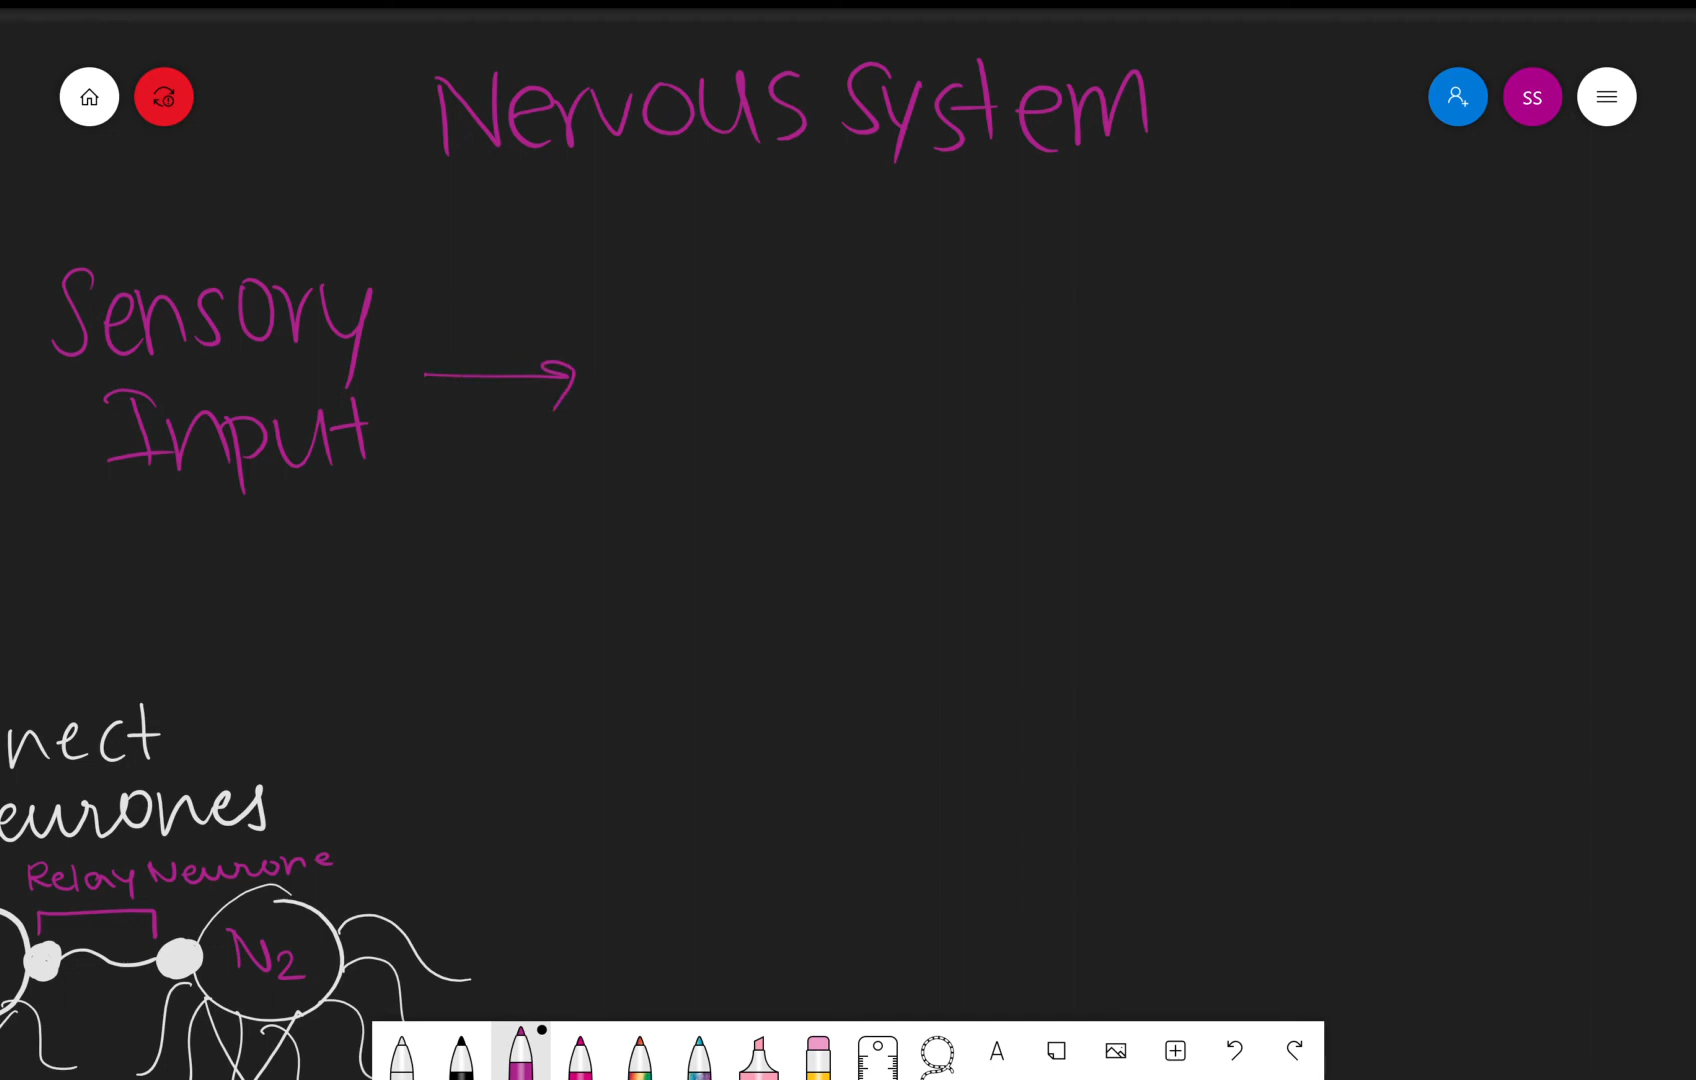 Nervous System
SS
Sensory
Input
nect
eurones
Relay Neurone
N2
A